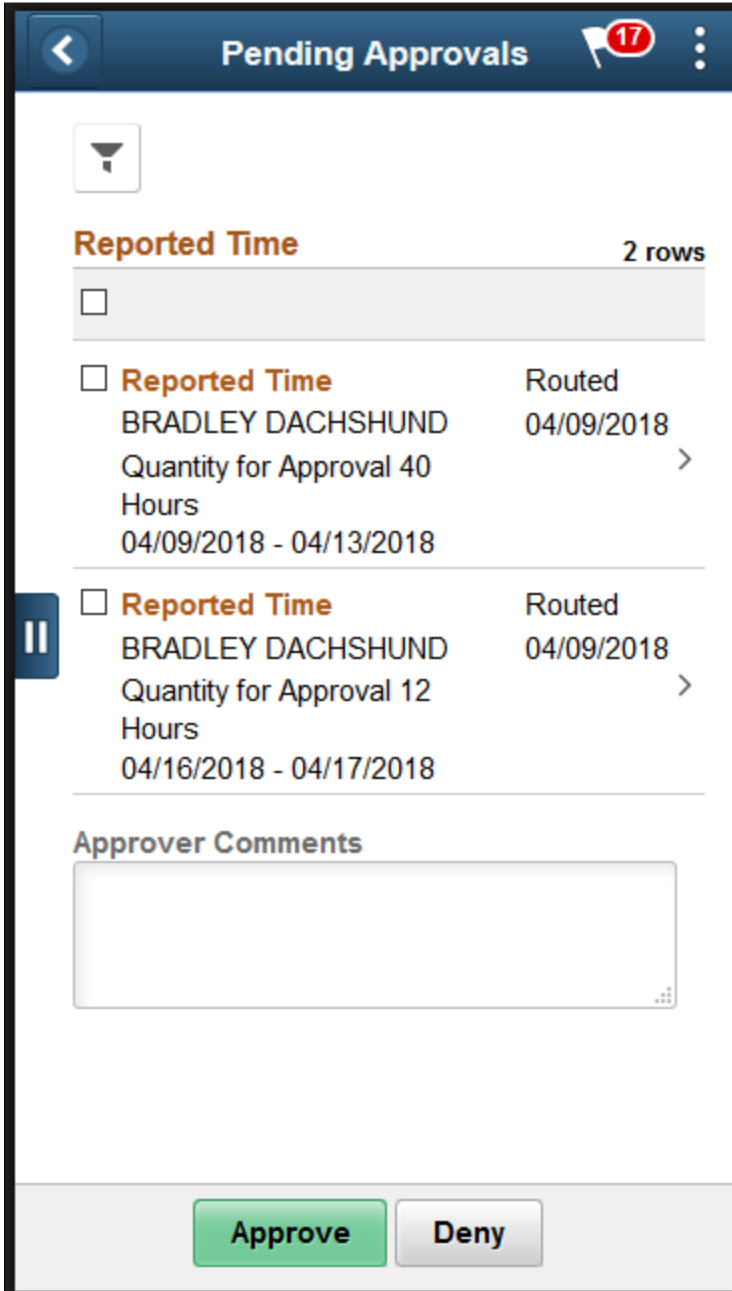 Pending Approvals 17
Reported Time 2 rows
Reported Time Routed
BRADLEY DACHSHUND 04/09/2018
Quantity for Approval 40
Hours
04/09/2018 - 04/13/2018
Reported Time Routed
BRADLEY DACHSHUND 04/09/2018
Quantity for Approval 12
Hours
04/16/2018 - 04/17/2018
Approver Comments
Approve Deny